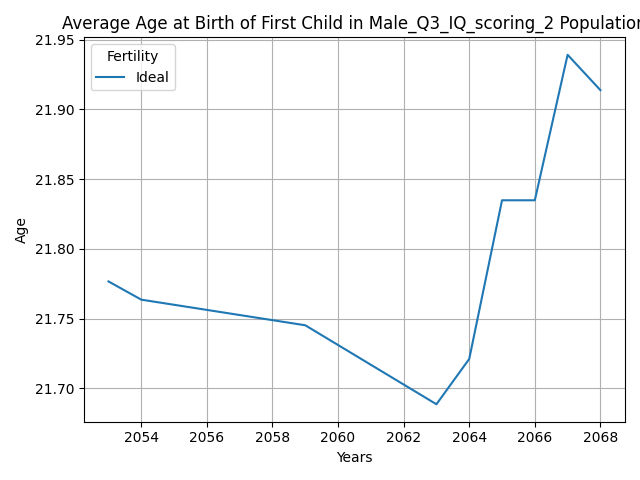 Average Age at Birth of First Child in Male_Q3_IQ_scoring_2 Population
Fertility
Ideal
21.95
21.90
21.85
21.80
21.75
21.70
Age
2054 2056 2058 2060 2062 2064 2066 2068
Years